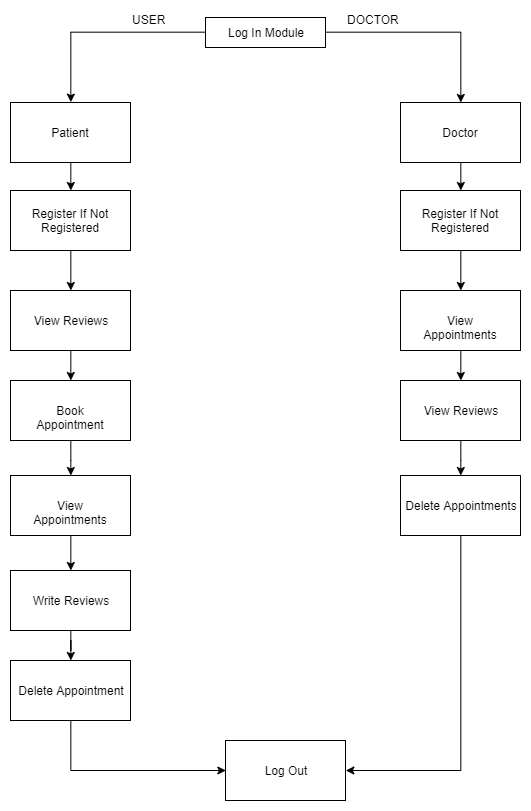 USER
Log In Module
DOCTOR
Patient
Register If Not
Registered
View Reviews
Book
Appointment
View
Appointments
Write Reviews
Delete Appointment
Doctor
Register If Not
Registered
View
Appointments
View Reviews
Delete Appointments
Log Out